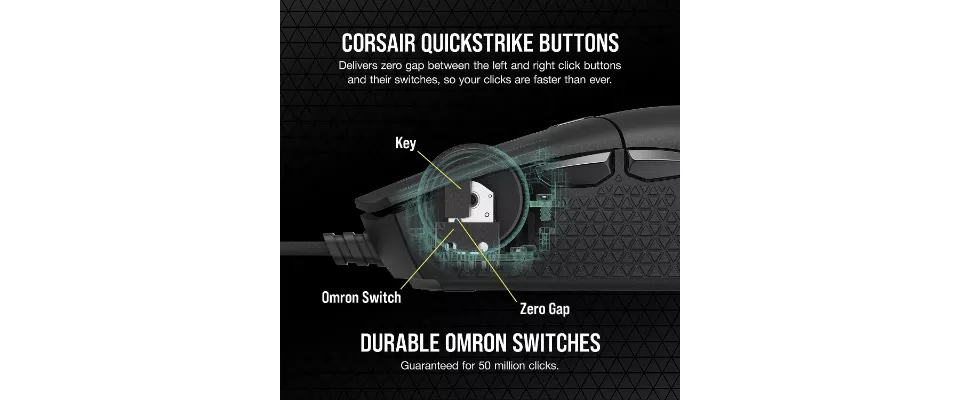 CORSAIR QUICKSTRIKE BUTTONS
Delivers zero gap between the left and right click buttons
and their switches, so your clicks are faster than ever.
Key
Omron Switch
Zero Gap
DURABLE OMRON SWITCHES
Guaranteed for 50 million clicks.